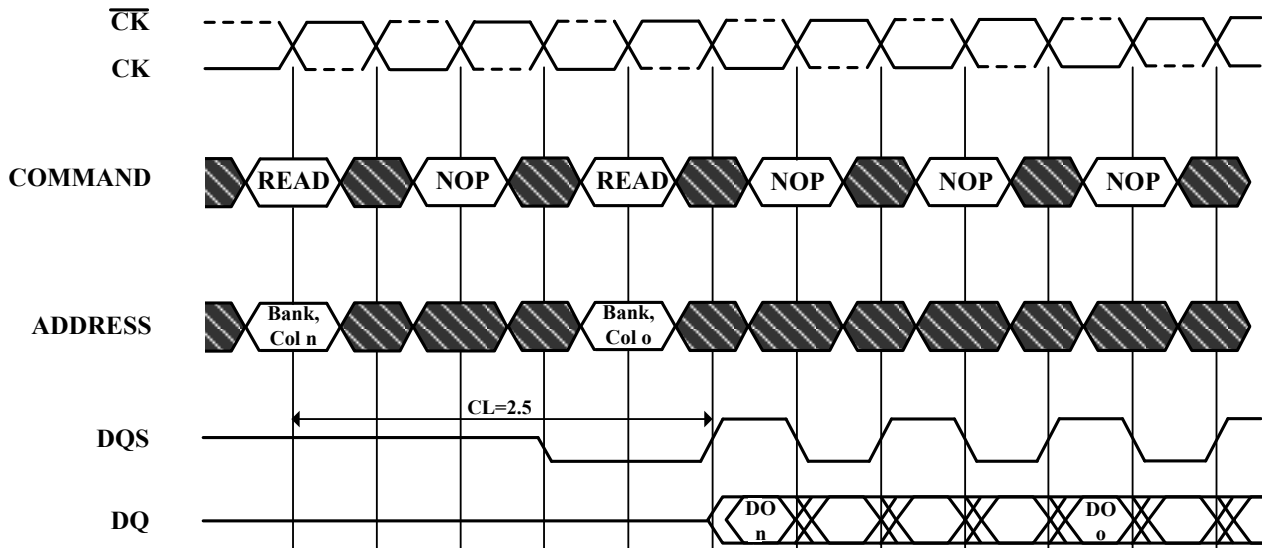 C̅K̅
CK
COMMAND
READ
NOP
READ
NOP
NOP
NOP
ADDRESS
Bank,
Col n
Bank,
Col o
CL=2.5
DQS
DQ
DO
n
DO
o